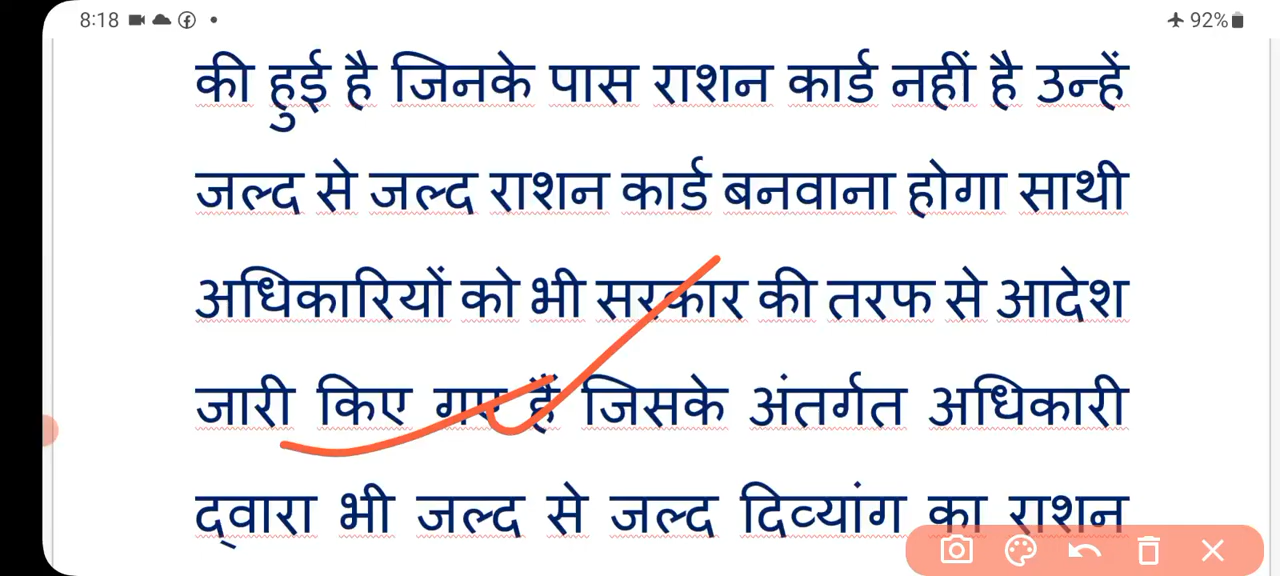 8:18
92%
की हुई है जिनके पास राशन कार्ड नहीं है उन्हें
जल्द से जल्द राशन कार्ड बनवाना होगा साथी
अधिकारियों को भी सरकार की तरफ से आदेश
जारी किए गए हैं जिसके अंतर्गत अधिकारी
द्वारा भी जल्द से जल्द दिव्यांग का राशन